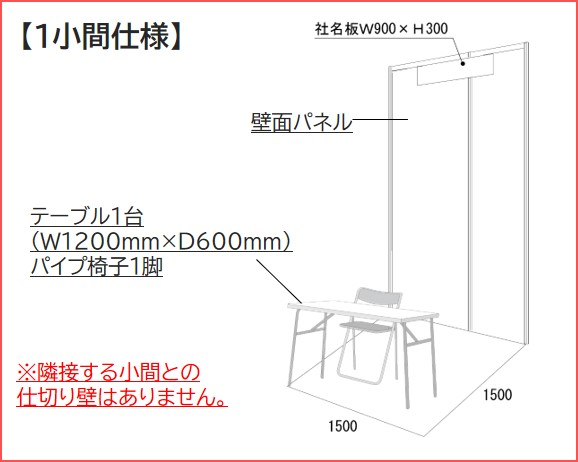 【1小間仕様】
社名板W900×H300
壁面パネル
テーブル1台
（W1200mm×D600mm）
パイプ椅子1脚
※隣接する小間との
仕切り壁はありません。
1500
1500